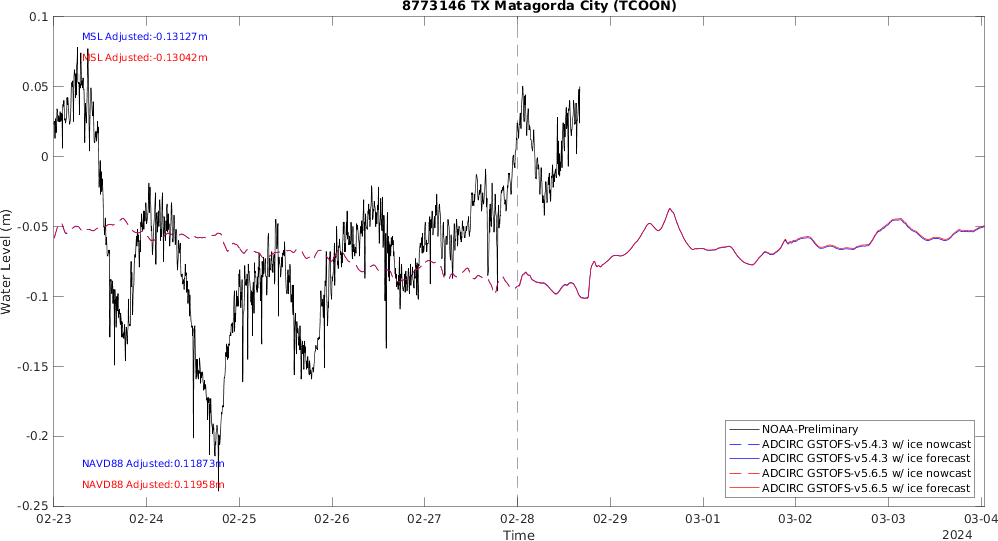 8773146 TX Matagorda City (TCOON)
MSL Adjusted:-0.13127m
MSL Adjusted:-0.13042m
Water Level (m)
0.1
0.05
0
-0.05
-0.1
-0.15
-0.2
-0.25
NAVD88 Adjusted:0.11873m
NAVD88 Adjusted:0.11958m
NOAA-Preliminary
ADCIRC GSTOFS-v5.4.3 w/ ice nowcast
ADCIRC GSTOFS-v5.4.3 w/ ice forecast
ADCIRC GSTOFS-v5.6.5 w/ ice nowcast
ADCIRC GSTOFS-v5.6.5 w/ ice forecast
02-23 02-24 02-25 02-26 02-27 02-28 02-29 03-01 03-02 03-03 03-04
Time
2024